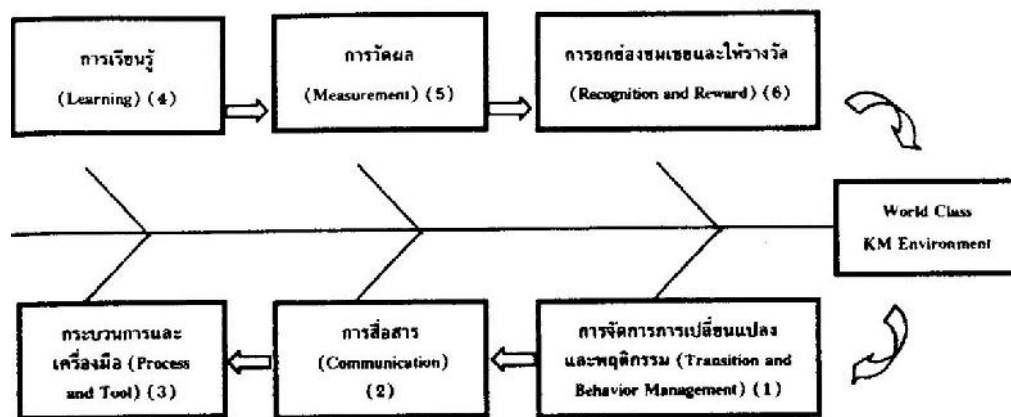 การเรียนรู้
(Learning) (4)
การวัดผล
(Measurement) (5)
การยกย่องชมเชยและให้รางวัล
(Recognition and Reward) (6)
World Class
KM Environment
กระบวนการและ
เครื่องมือ (Process
and Tool) (3)
การสื่อสาร
(Communication)
(2)
การจัดการการเปลี่ยนแปลง
และพฤติกรรม (Transition and
Behavior Management) (1)